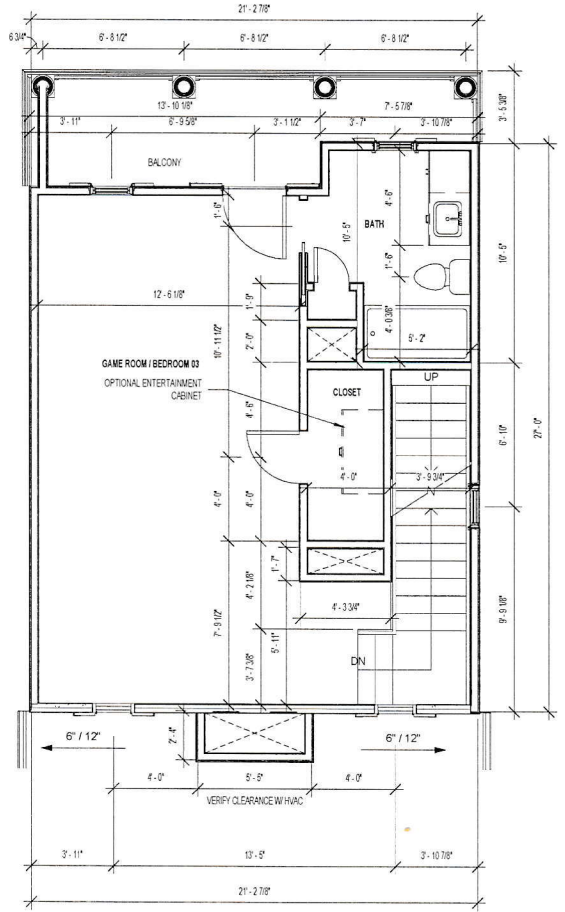 21' - 2 7/8"
6 3/4"
6' - 8 1/2"
6' - 8 1/2"
6' - 8 1/2"
13' - 10 1/8"
7' - 5 7/8"
3' - 11"
6' - 9 5/8"
3' - 1 1/2"
3' - 7"
3' - 10 7/8"
3' - 5 3/8"
BALCONY
1' - 6"
4' - 6"
BATH
10' - 5"
10' - 5"
1' - 6"
12' - 6 1/8"
1' - 9"
10' - 11 1/2"
2' - 0"
4' - 0 3/8"
5' - 2"
GAME ROOM / BEDROOM 03
OPTIONAL ENTERTAINMENT
CABINET
UP
CLOSET
4' - 6"
6' - 10"
27' - 0"
4' - 0"
3' - 9 3/4"
N
4' - 0"
4' - 0"
1' - 7"
4' - 2 1/8"
4' - 3 3/4"
7' - 9 1/2"
9' - 9 1/8"
5' - 11"
3' - 7 3/8"
DN
6" / 12"
2' - 4"
6" / 12"
4' - 0"
5' - 6"
4' - 0"
VERIFY CLEARANCE W/ HVAC
3' - 11"
13' - 5"
3' - 10 7/8"
21' - 2 7/8"